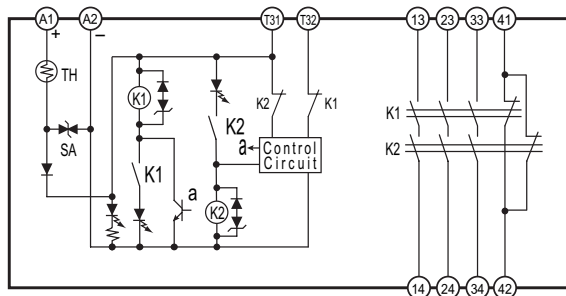 A1 A2 T31 T32 13 23 33 41
+ −
TH
K1
K2 K1
K2
K1
SA
a Control
Circuit
K2
K1
a
K2
14 24 34 42